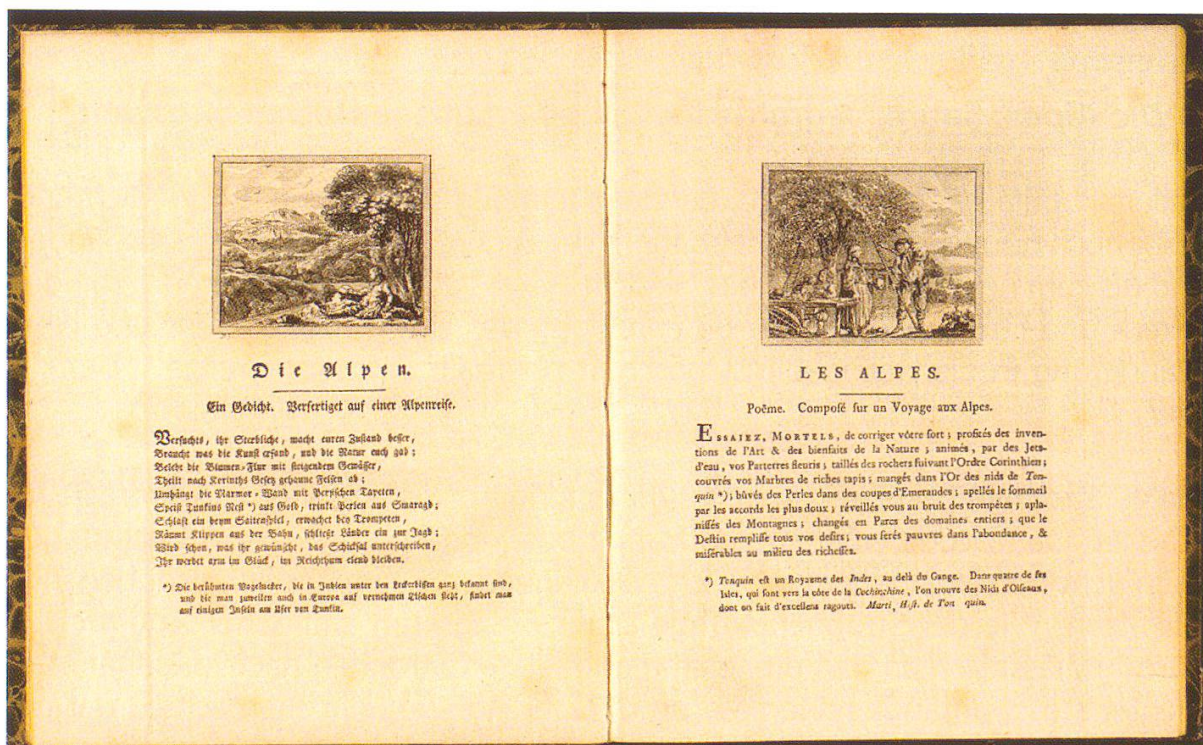 Die Alpen.
Ein Gedicht. Verfertiget auf einer Alpenreise.
Versuchts, ihr Sterbliche, macht euren Zustand besser,
Braucht was die Kunst erfand, und die Natur euch gab;
Belebt die Blumen-Flur mit steigendem Gewässer,
Theilt nach Korinths Gesetz gehaune Felsen ab;
Umhängt die Marmor-Wand mit Persschen Tapeten,
Speist Tunkins Nest *) aus Gold, trinkt Perlen aus Smaragd;
Schlaft ein beym Saitenspiel, erwachet bey Trompeten,
Räumt Klippen aus der Bahn, schließt Länder ein zur Jagd;
Wird schon, was ihr gewünscht, das Schicksal unterschreiben,
Ihr werdet arm im Glück, im Reichthum elend bleiben.
*) Die berühmten Vogelnester, die in Indien unter den Leckerbissen ganz bekannt sind,
und die man zuweilen auch in Europa auf vornehmen Tischen sieht, findet man
auf einigen Inseln am Ufer von Tunkin.
LES ALPES.
Poëme. Composé sur un Voyage aux Alpes.
ESSAIEZ, MORTELS, de corriger vôtre sort; profités des inven-
tions de l'Art & des bienfaits de la Nature; animés, par des Jets-
d'eau, vos Parterres fleuris; taillés des rochers suivant l'Ordre Corinthien;
couvrés vos Marbres de riches tapis; mangés dans l'Or des nids de Ton-
quin *); bûvés des Perles dans des coupes d'Emeraudes; apellés le sommeil
par les accords les plus doux; réveillés vous au bruit des trompêtes; apla-
nissés des Montagnes; changés en Parcs des domaines entiers; que le
Destin remplisse tous vos desirs; vous serés pauvres dans l'abondance, &
misérables au milieu des richesses.
*) Tonquin est un Royaume des Indes, au delà du Gange. Dans quatre de ses
Isles, qui sont vers la côte de la Cochinchine, l'on trouve des Nids d'Oiseaux,
dont on fait d'excellens ragouts. Marti, Hist. de Ton quin.